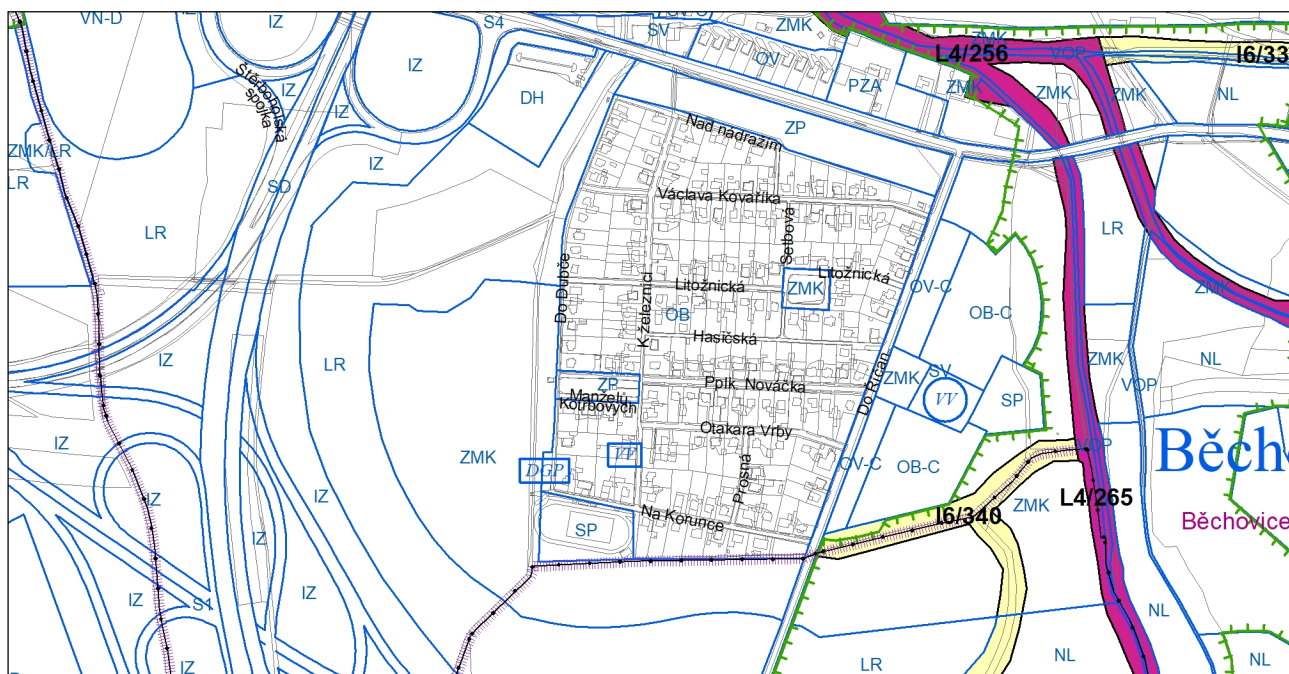 VN-D
IZ
S4
SV
ZMK
OV
ZMK
L4/256
VOP
I6/33
IZ
IZ
Štěrboholská
spojka
IZ
DH
PZA
ZMK
ZMK
ZMK
NL
ZMK/LR
LR
IZ
SD
Nad nádražím
ZP
Václava Kovaříka
Setbová
LR
LR
Do Dubče
K železnici
Litožnická
ZMK
Litožnická
OV-C
ZMK
OB
OB-C
Hasičská
IZ
LR
ZP
Pplk. Nováčka
Do Říčan
ZMK
SV
VV
SP
ZMK
NL
VOP
NL
Manželů
Kotrbových
Otakara Vrby
IZ
IZ
ZMK
DGP
VV
Prosná
OV-C
OB-C
VOP
Běch
IZ
Na Korunce
SP
I6/340
ZMK
L4/265
Běchovice
IZ
IZ
S1
IZ
IZ
NL
LR
NL
NL